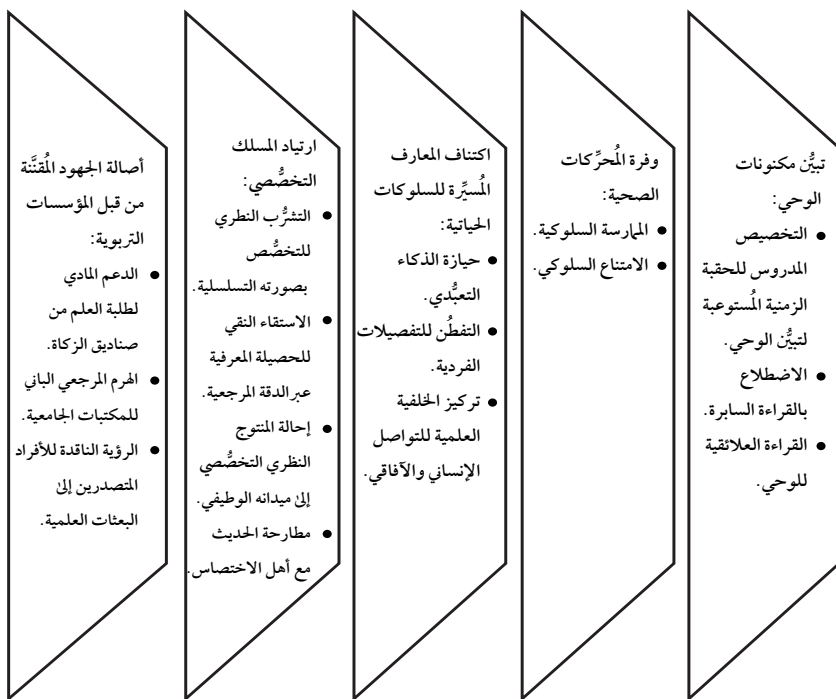 تبيُّن مكنونات
الوحي:
● التخصيص
المدروس للحقبة
الزمنية المُستوعبة
لتبيُّن الوحي.
● الاضطلاع
بالقراءة السابرة.
● القراءة العلائقية
للوحي.
وفرة المُحرِّكات
الصحية:
● الممارسة السلوكية.
● الامتناع السلوكي.
اكتناف المعارف
المُسيِّرة للسلوكات
الحياتية:
● حيازة الذكاء
التعبُّدي.
● التفطُن للتفصيلات
الفردية.
● تركيز الخلفية
العلمية للتواصل
الإنساني والآفاقي.
ارتياد المسلك
التخصُّصي:
● التشرُّب النطري
للتخصُّص
بصورته التسلسلية.
● الاستقاء النقي
للحصيلة المعرفية
عبر الدقة المرجعية.
● إحالة المنتوج
النظري التخصُّصي
إلىٰ ميدانه الوظيفي.
● مطارحة الحديث
مع أهل الاختصاس.
أصالة الجهود المُقنَّنة
من قبل المؤسسات
التربوية:
● الدعم المادي
لطلبة العلم من
صناديق الزكاة.
● الهرم المرجعي الباني
للمكتبات الجامعية.
● الرؤية الناقدة للأفراد
المتصدرين إلىٰ
البعثات العلمية.